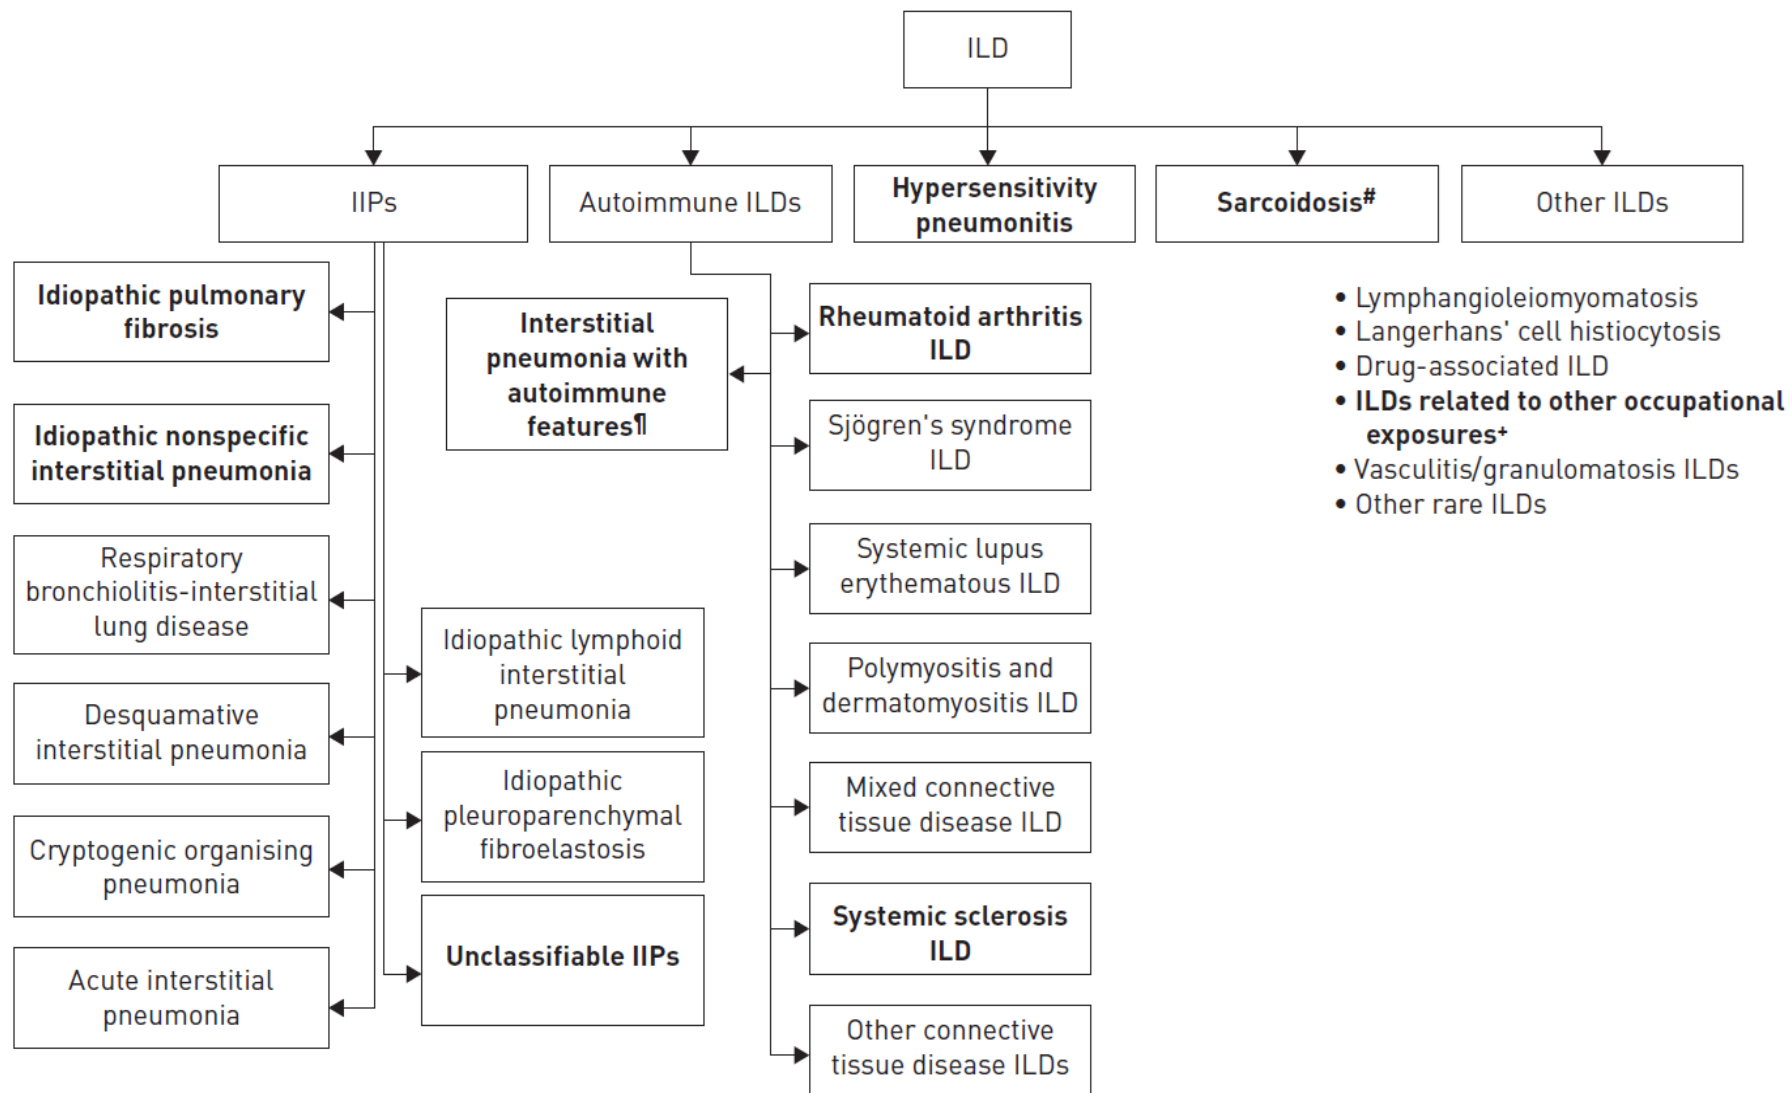 ILD
IIPs
Autoimmune ILDs
Hypersensitivity
pneumonitis
Sarcoidosis#
Other ILDs
Idiopathic pulmonary
fibrosis
Idiopathic nonspecific
interstitial pneumonia
Respiratory
bronchiolitis-interstitial
lung disease
Desquamative
interstitial pneumonia
Cryptogenic organising
pneumonia
Acute interstitial
pneumonia
Idiopathic lymphoid
interstitial
pneumonia
Idiopathic
pleuroparenchymal
fibroelastosis
Unclassifiable IIPs
Interstitial
pneumonia with
autoimmune
features¶
Rheumatoid arthritis
ILD
Sjögren's syndrome
ILD
Systemic lupus
erythematous ILD
Polymyositis and
dermatomyositis ILD
Mixed connective
tissue disease ILD
Systemic sclerosis
ILD
Other connective
tissue disease ILDs
• Lymphangioleiomyomatosis
• Langerhans' cell histiocytosis
• Drug-associated ILD
• ILDs related to other occupational
exposures+
• Vasculitis/granulomatosis ILDs
• Other rare ILDs